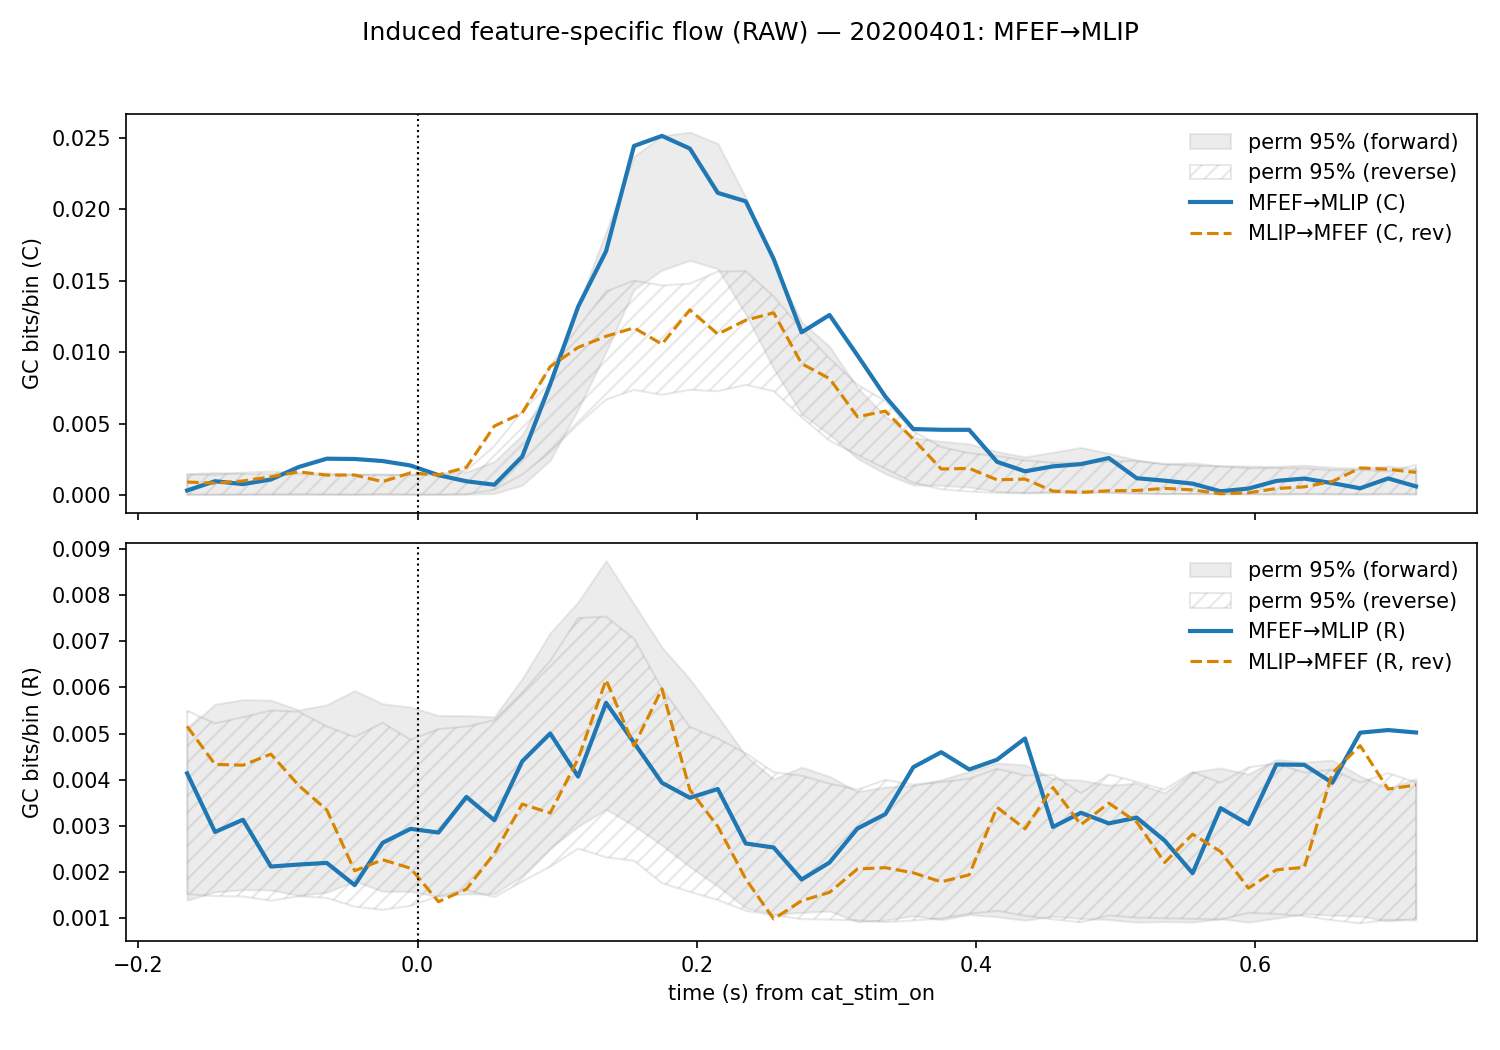 Induced feature-specific flow (RAW) — 20200401: MFEF→MLIP
GC bits/bin (C)
0.025
0.020
0.015
0.010
0.005
0.000
perm 95% (forward)
perm 95% (reverse)
MFEF→MLIP (C)
MLIP→MFEF (C, rev)
GC bits/bin (R)
0.009
0.008
0.007
0.006
0.005
0.004
0.003
0.002
0.001
perm 95% (forward)
perm 95% (reverse)
MFEF→MLIP (R)
MLIP→MFEF (R, rev)
−0.2 0.0 0.2 0.4 0.6
time (s) from cat_stim_on